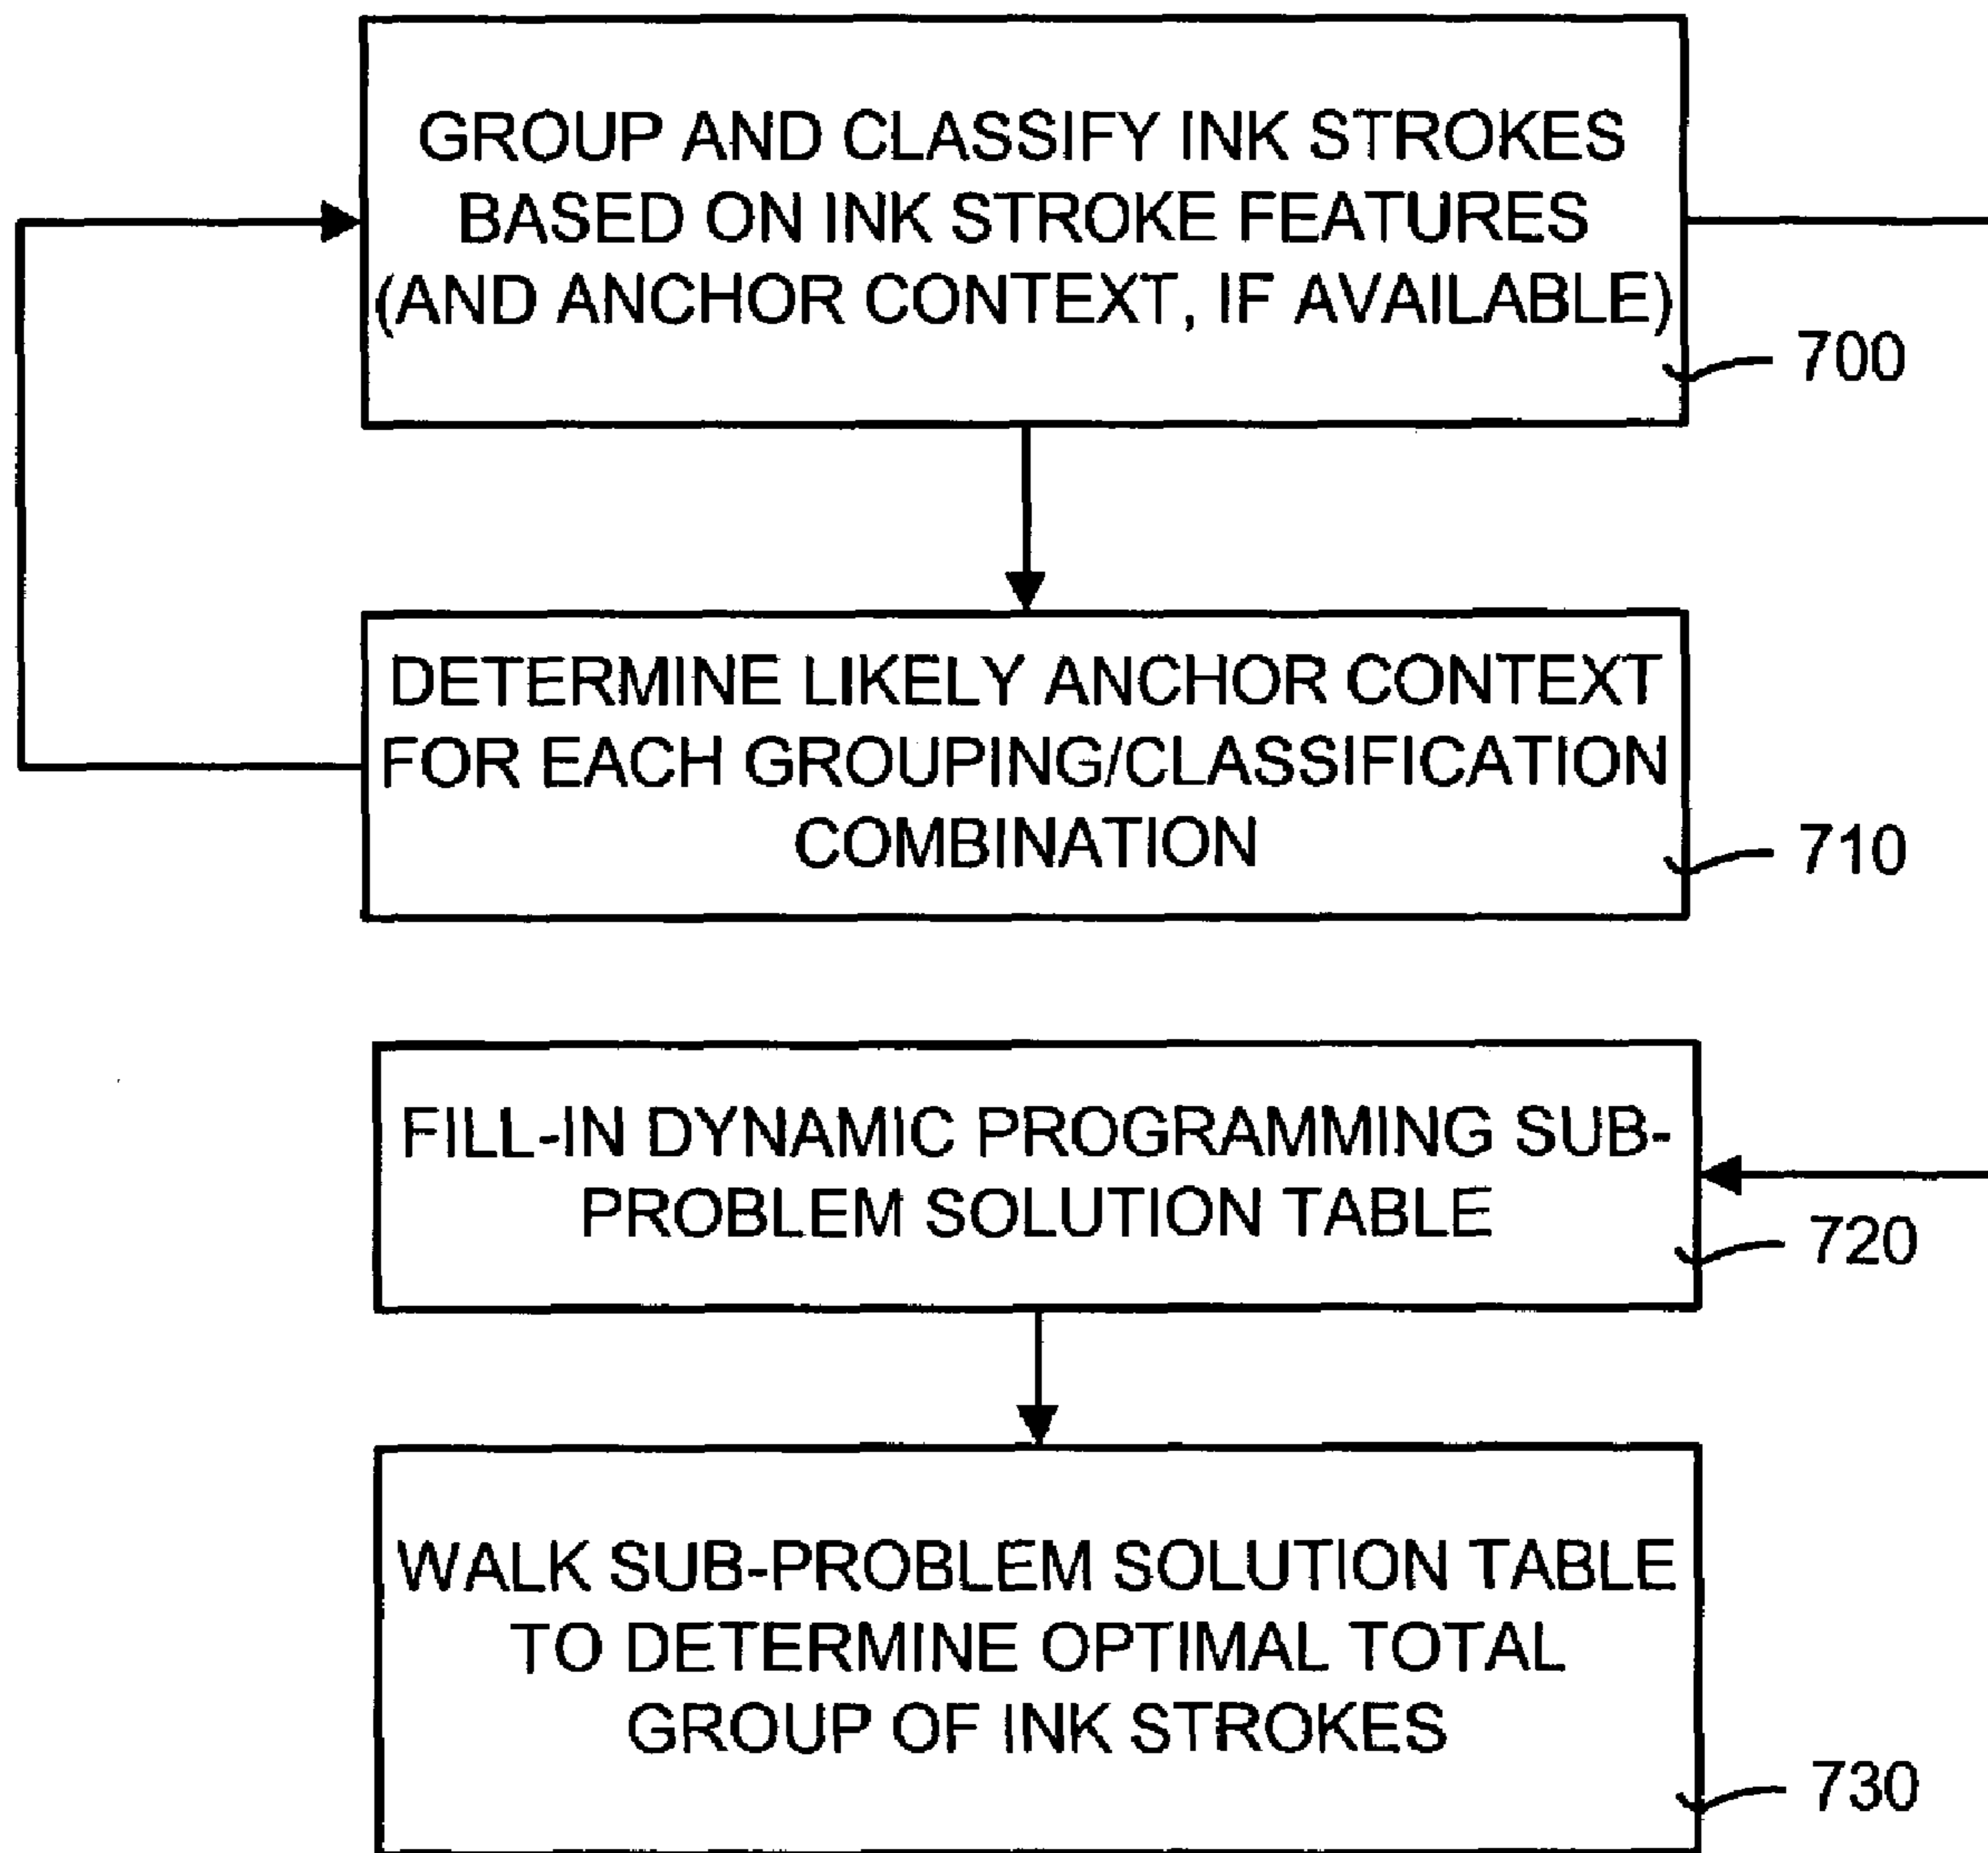 GROUP AND CLASSIFY INK STROKES
BASED ON INK STROKE FEATURES
(AND ANCHOR CONTEXT, IF AVAILABLE)
700
DETERMINE LIKELY ANCHOR CONTEXT
FOR EACH GROUPING/CLASSIFICATION
COMBINATION
710
FILL-IN DYNAMIC PROGRAMMING SUB-
PROBLEM SOLUTION TABLE
720
WALK SUB-PROBLEM SOLUTION TABLE
TO DETERMINE OPTIMAL TOTAL
GROUP OF INK STROKES
730